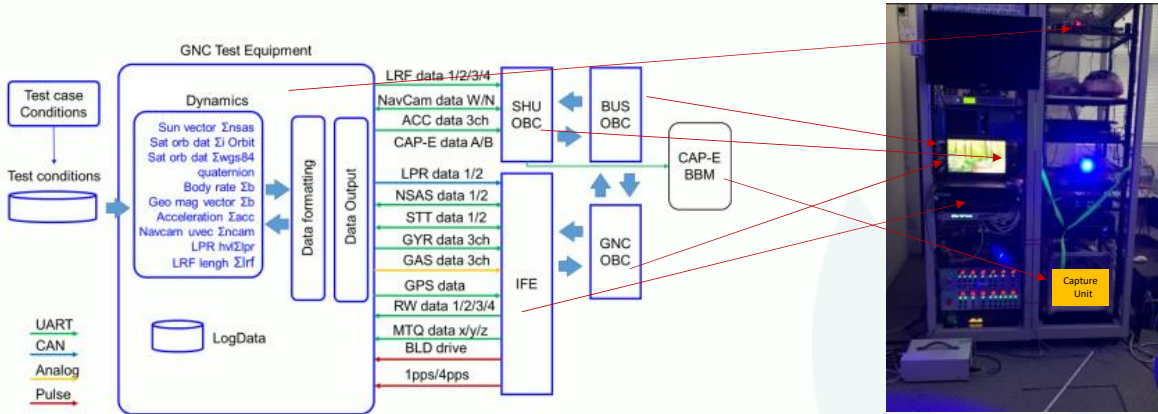 GNC Test Equipment
Test case
Conditions
Test conditions
Dynamics
Sun vector Σnsas
Sat orb dat Σi Orbit
Sat orb dat Σwgs84
quaternion
Body rate Σb
Geo mag vector Σb
Acceleration Σacc
Navcam uvec Σncam
LPR hvlΣlpr
LRF lengh Σlrf
Data formatting
Data Output
LogData
LRF data 1/2/3/4
NavCam data W/N
ACC data 3ch
CAP-E data A/B
LPR data 1/2
NSAS data 1/2
STT data 1/2
GYR data 3ch
GAS data 3ch
GPS data
RW data 1/2/3/4
MTQ data x/y/z
BLD drive
1pps/4pps
SHU
OBC
BUS
OBC
IFE
GNC
OBC
CAP-E
BBM
Capture
Unit
UART
CAN
Analog
Pulse